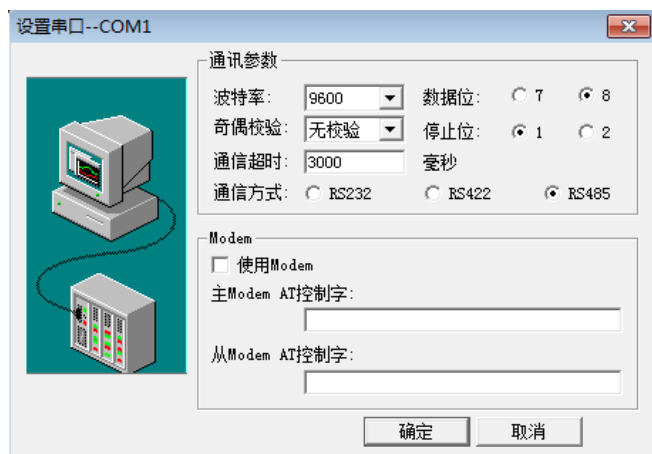 设置串口--COM1
通讯参数
波特率: 9600 数据位: 7 8
奇偶校验: 无校验 停止位: 1 2
通信超时: 3000 毫秒
通信方式: RS232 RS422 RS485
Modem
使用Modem
主Modem AT控制字:
从Modem AT控制字:
确定 取消